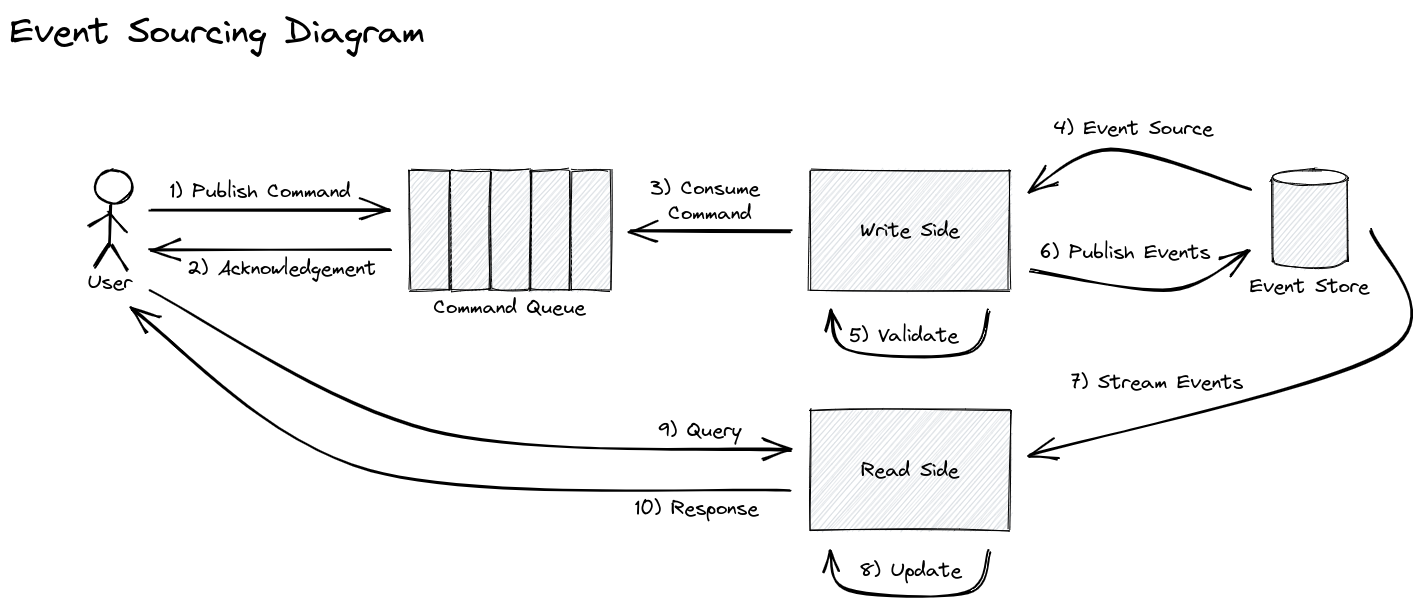 Event Sourcing Diagram
4) Event Source
1) Publish Command
3) Consume
Command
Write Side
6) Publish Events
2) Acknowledgement
User
Event Store
Command Queue
5) Validate
7) Stream Events
9) Query
Read Side
10) Response
8) Update